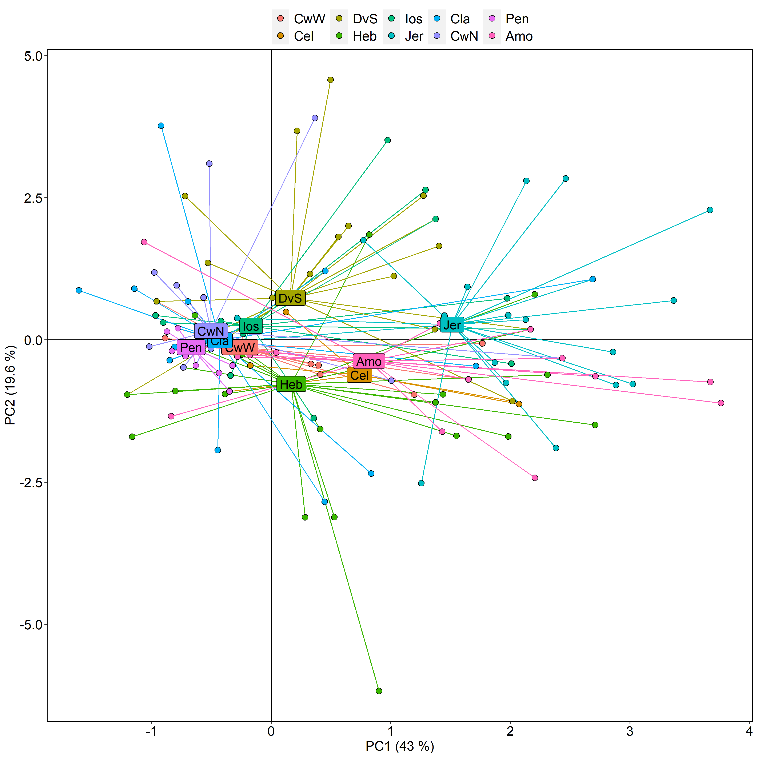 CwW DvS Ios Cla Pen
Cel Heb Jer CwN Amo
5.0
2.5
0.0
-2.5
-5.0
PC2 (19.6 %)
DvS
Ios
Jer
CwN
Cla
Pen
CwW
Amo
Cel
Heb
-1 0 1 2 3 4
PC1 (43 %)